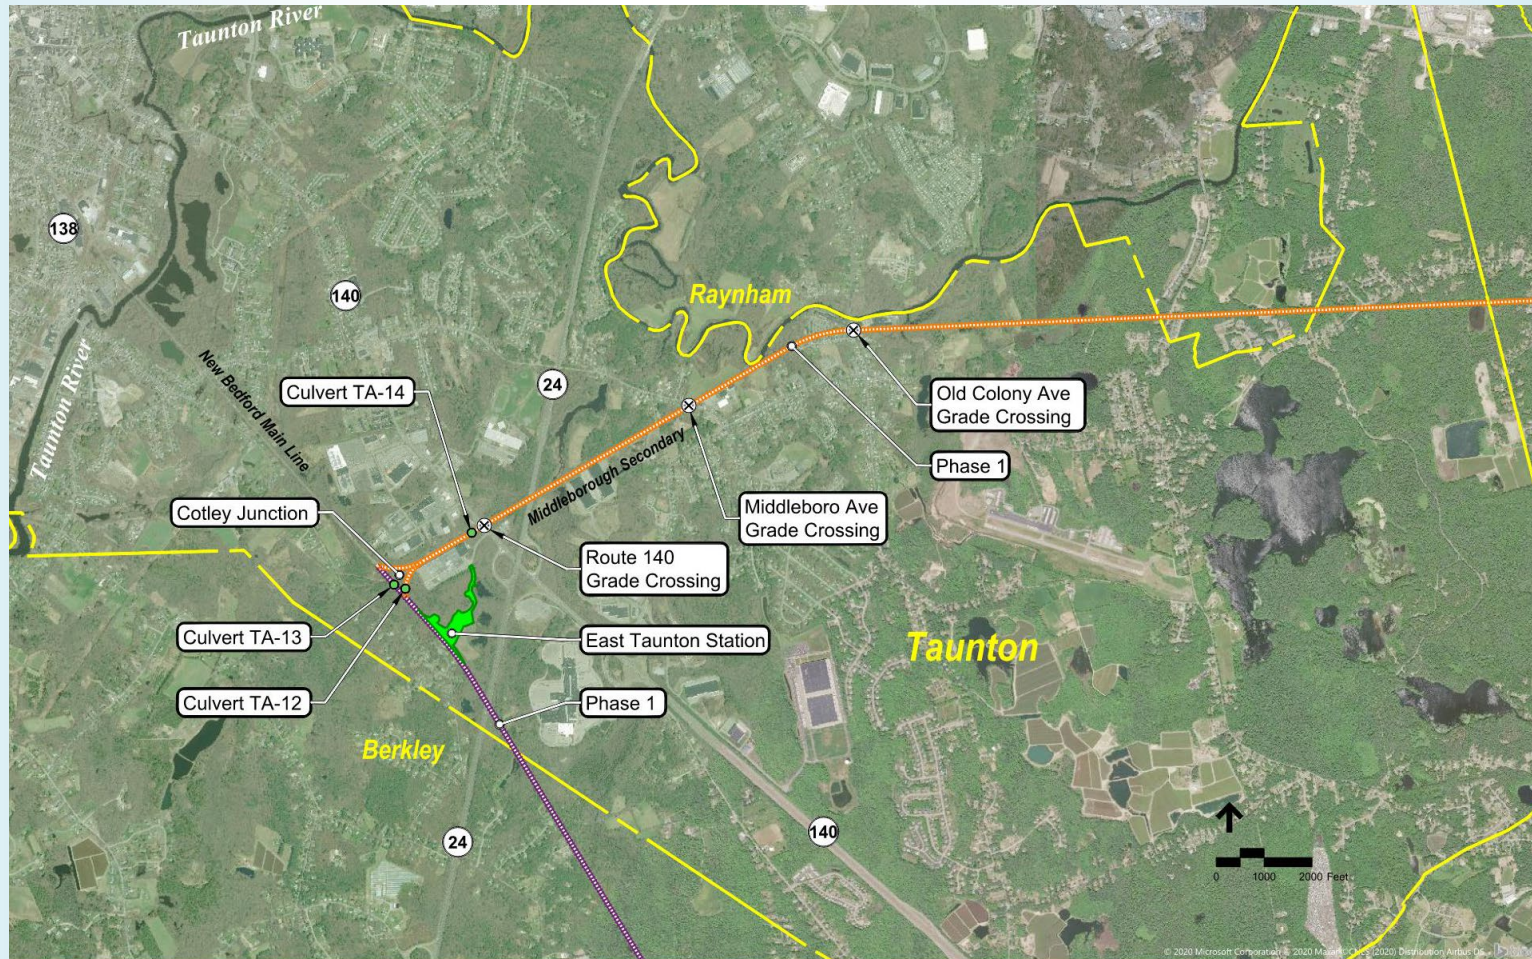 Taunton River
138
140
Raynham
New Bedford Main Line
Taunton River
24
Culvert TA-14
Old Colony Ave
Grade Crossing
Middleborough Secondary
Phase 1
Middleboro Ave
Grade Crossing
Cotley Junction
Route 140
Grade Crossing
Culvert TA-13
East Taunton Station
Taunton
Culvert TA-12
Phase 1
Berkley
24
140
0 1000 2000 Feet
© 2020 Microsoft Corporation © 2020 Maxar ©CNES (2020) Distribution Airbus DS